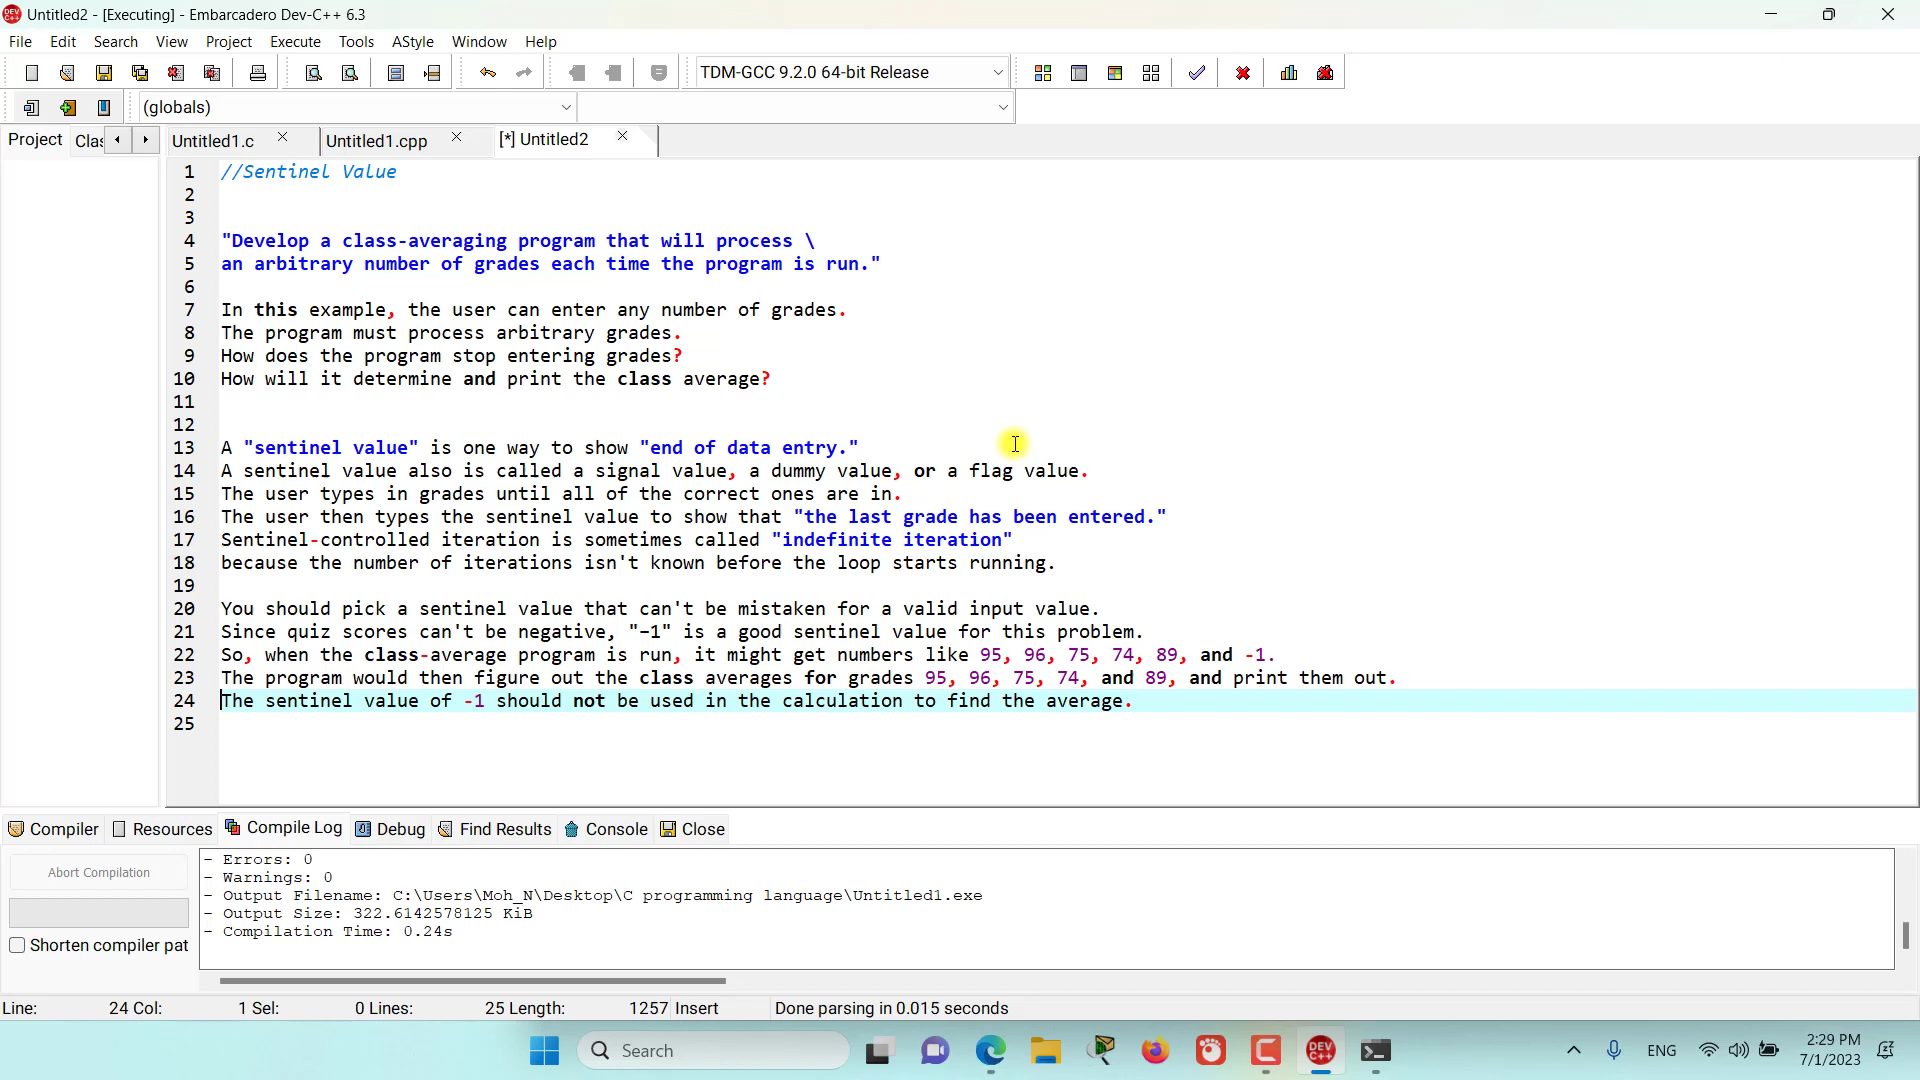 Untitled2 - [Executing] - Embarcadero Dev-C++ 6.3
File Edit Search View Project Execute Tools AStyle Window Help
TDM-GCC 9.2.0 64-bit Release
(globals)
Project Clas Untitled1.c Untitled1.cpp [*] Untitled2
1 //Sentinel Value
2
3
4 "Develop a class-averaging program that will process \
5 an arbitrary number of grades each time the program is run."
6
7 In this example, the user can enter any number of grades.
8 The program must process arbitrary grades.
9 How does the program stop entering grades?
10 How will it determine and print the class average?
11
12
13 A "sentinel value" is one way to show "end of data entry."
14 A sentinel value also is called a signal value, a dummy value, or a flag value.
15 The user types in grades until all of the correct ones are in.
16 The user then types the sentinel value to show that "the last grade has been entered."
17 Sentinel-controlled iteration is sometimes called "indefinite iteration"
18 because the number of iterations isn't known before the loop starts running.
19
20 You should pick a sentinel value that can't be mistaken for a valid input value.
21 Since quiz scores can't be negative, "−1" is a good sentinel value for this problem.
22 So, when the class-average program is run, it might get numbers like 95, 96, 75, 74, 89, and -1.
23 The program would then figure out the class averages for grades 95, 96, 75, 74, and 89, and print them out.
24 The sentinel value of -1 should not be used in the calculation to find the average.
25
Compiler Resources Compile Log Debug Find Results Console Close
Abort Compilation
Shorten compiler pat
- Errors: 0
- Warnings: 0
- Output Filename: C:\Users\Moh_N\Desktop\C programming language\Untitled1.exe
- Output Size: 322.6142578125 KiB
- Compilation Time: 0.24s
Line: 24 Col: 1 Sel: 0 Lines: 25 Length: 1257 Insert Done parsing in 0.015 seconds
Search
ENG
2:29 PM
7/1/2023